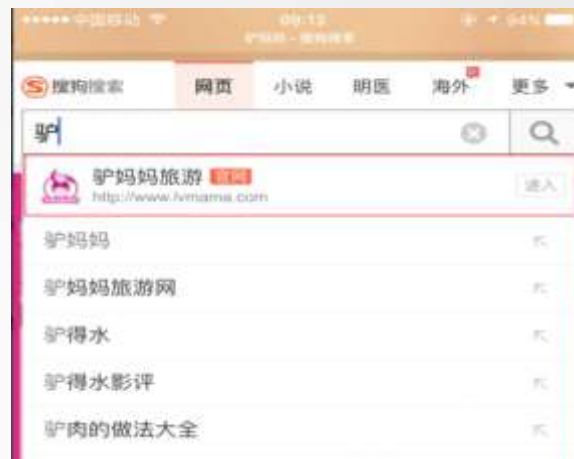 中国移动 09:13 94%
搜狗搜索 网页 小说 明医 海外 更多
驴
驴妈妈旅游 官网
http://www.lvmama.com 进入
驴妈妈
驴妈妈旅游网
驴得水
驴得水影评
驴肉的做法大全